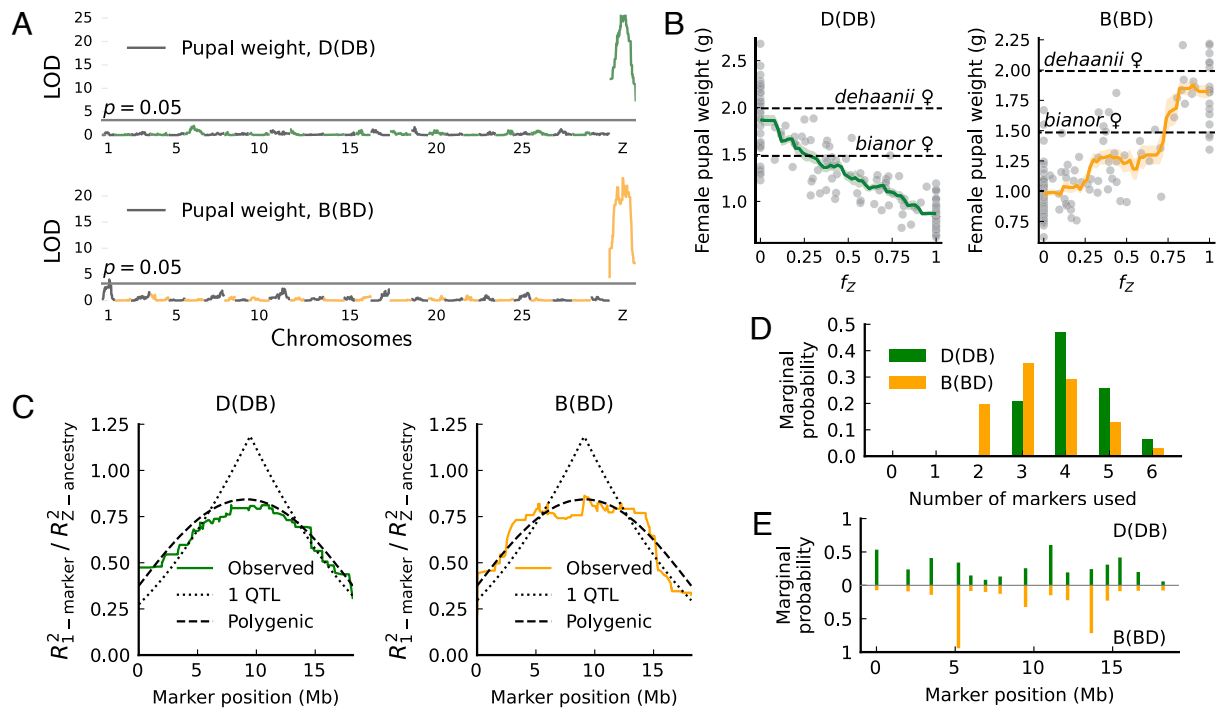 A
LOD
25
20
15
10
5
0
Pupal weight, D(DB)
p = 0.05
1 5 10 15 20 25 Z
LOD
20
15
10
5
0
Pupal weight, B(BD)
p = 0.05
1 5 10 15 20 25 Z
Chromosomes
B
D(DB)
Female pupal weight (g)
2.5
2.0
1.5
1.0
dehaanii ♀
bianor ♀
0 0.25 0.5 0.75 1
fZ
B(BD)
Female pupal weight (g)
2.25
2.00
1.75
1.50
1.25
1.00
0.75
dehaanii ♀
bianor ♀
0 0.25 0.5 0.75 1
fZ
C
D(DB)
R²1−marker / R²Z−ancestry
1.25
1.00
0.75
0.50
0.25
0.00
Observed
1 QTL
Polygenic
0 5 10 15
Marker position (Mb)
B(BD)
1.25
1.00
0.75
0.50
0.25
0.00
Observed
1 QTL
Polygenic
0 5 10 15
Marker position (Mb)
D
Marginal
probability
0.5
0.4
0.3
0.2
0.1
0.0
D(DB)
B(BD)
0 1 2 3 4 5 6
Number of markers used
E
Marginal
probability
1
0.5
0
0.5
1
D(DB)
B(BD)
0 5 10 15
Marker position (Mb)